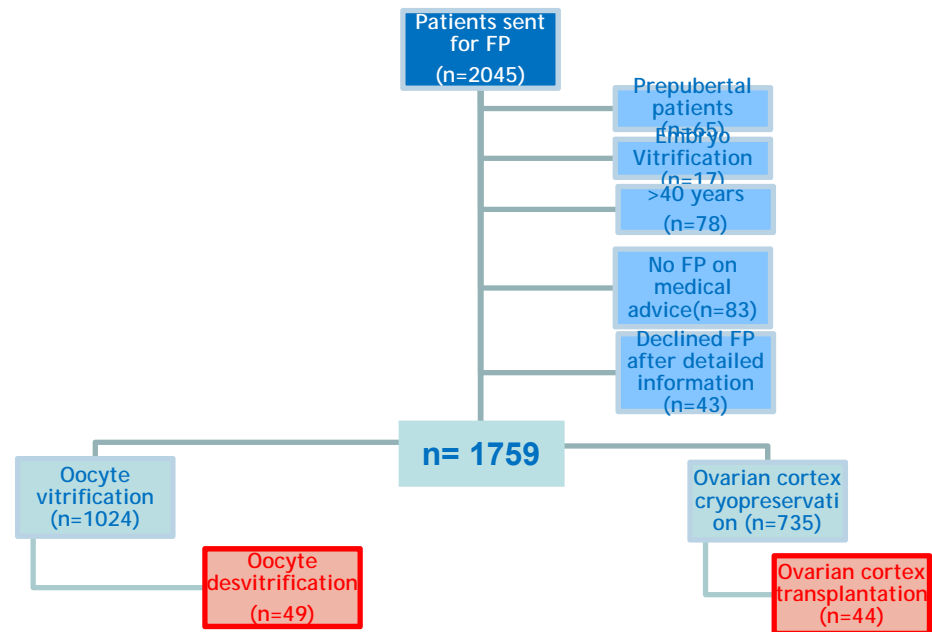 Patients sent
for FP
(n=2045)
Prepubertal
patients
(n=65)
Embryo
Vitrification
(n=17)
>40 years
(n=78)
No FP on
medical
advice(n=83)
Declined FP
after detailed
information
(n=43)
n= 1759
Oocyte
vitrification
(n=1024)
Ovarian cortex
cryopreservati
on (n=735)
Oocyte
desvitrification
(n=49)
Ovarian cortex
transplantation
(n=44)